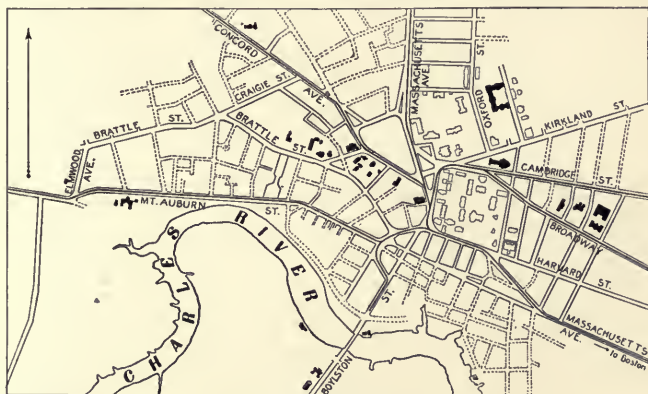 CONCORD
AVE.
MASSACHUSETTS
AVE.
OXFORD
ST.
KIRKLAND ST.
CRAIGIE ST.
BRATTLE ST.
BRATTLE
ST.
ELMWOOD
AVE.
CAMBRIDGE
ST.
MT. AUBURN
ST.
BROADWAY
HARVARD ST.
CHARLES RIVER
MASSACHUSETTS
AVE.
to Boston
BOYLSTON
ST.